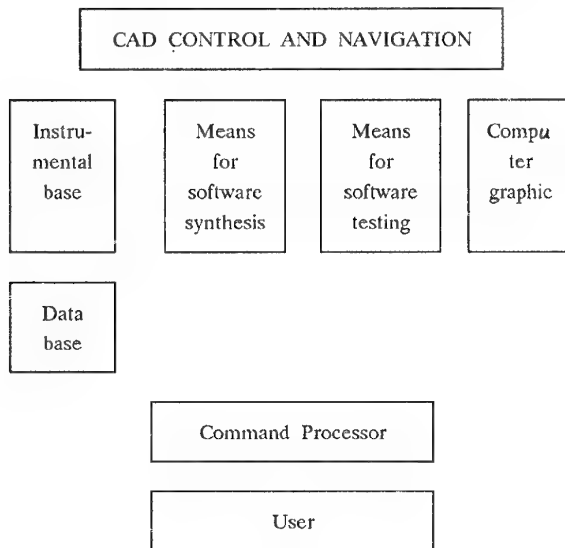 CAD CONTROL AND NAVIGATION
Instru-
mental
base
Means
for
software
synthesis
Means
for
software
testing
Compu
ter
graphic
Data
base
Command Processor
User